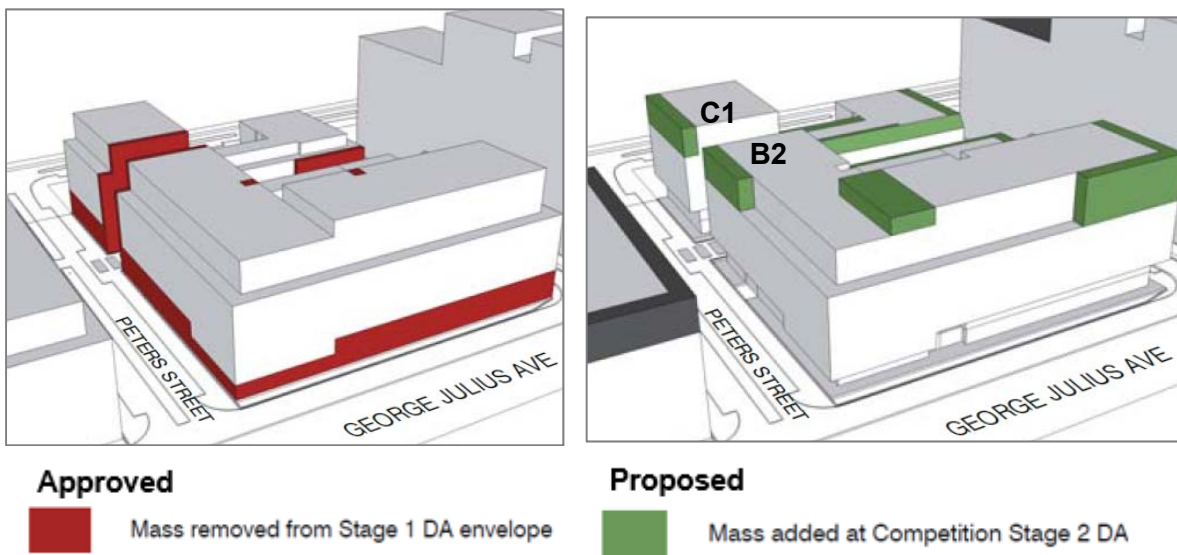 PETERS STREET
GEORGE JULIUS AVE
C1
B2
PETERS STREET
GEORGE JULIUS AVE
Approved
Mass removed from Stage 1 DA envelope
Proposed
Mass added at Competition Stage 2 DA